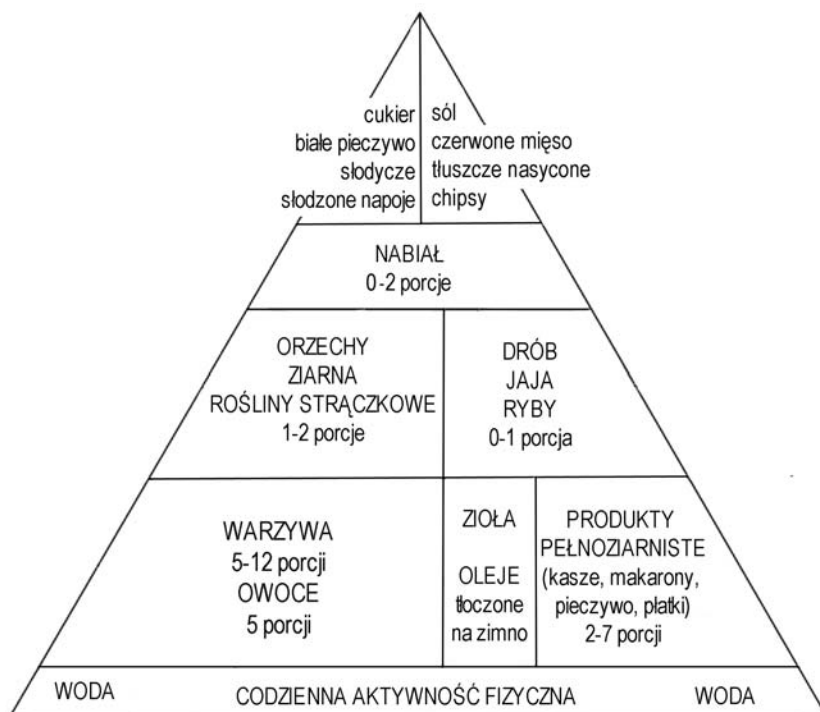 cukier
białe pieczywo
słodycze
słodzone napoje
sól
czerwone mięso
tłuszcze nasycone
chipsy
NABIAŁ
0-2 porcje
ORZECHY
ZIARNA
ROŚLINY STRĄCZKOWE
1-2 porcje
DRÓB
JAJA
RYBY
0-1 porcja
WARZYWA
5-12 porcji
OWOCE
5 porcji
ZIOŁA
OLEJE
tłoczone
na zimno
PRODUKTY
PEŁNOZIARNISTE
(kasze, makarony,
pieczywo, płatki)
2-7 porcji
WODA
CODZIENNA AKTYWNOŚĆ FIZYCZNA
WODA